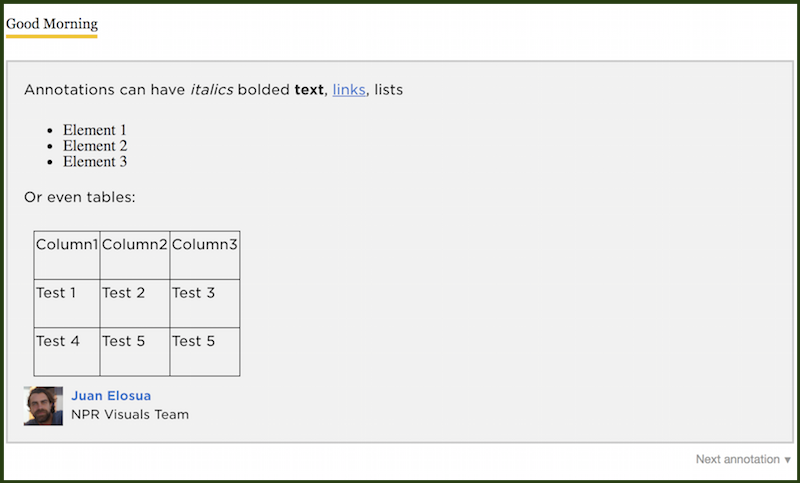 Good Morning
Annotations can have italics bolded text, links, lists
• Element 1
• Element 2
• Element 3
Or even tables:
Column1 Column2 Column3
Test 1 Test 2 Test 3
Test 4 Test 5 Test 5
Juan Elosua
NPR Visuals Team
Next annotation ▼